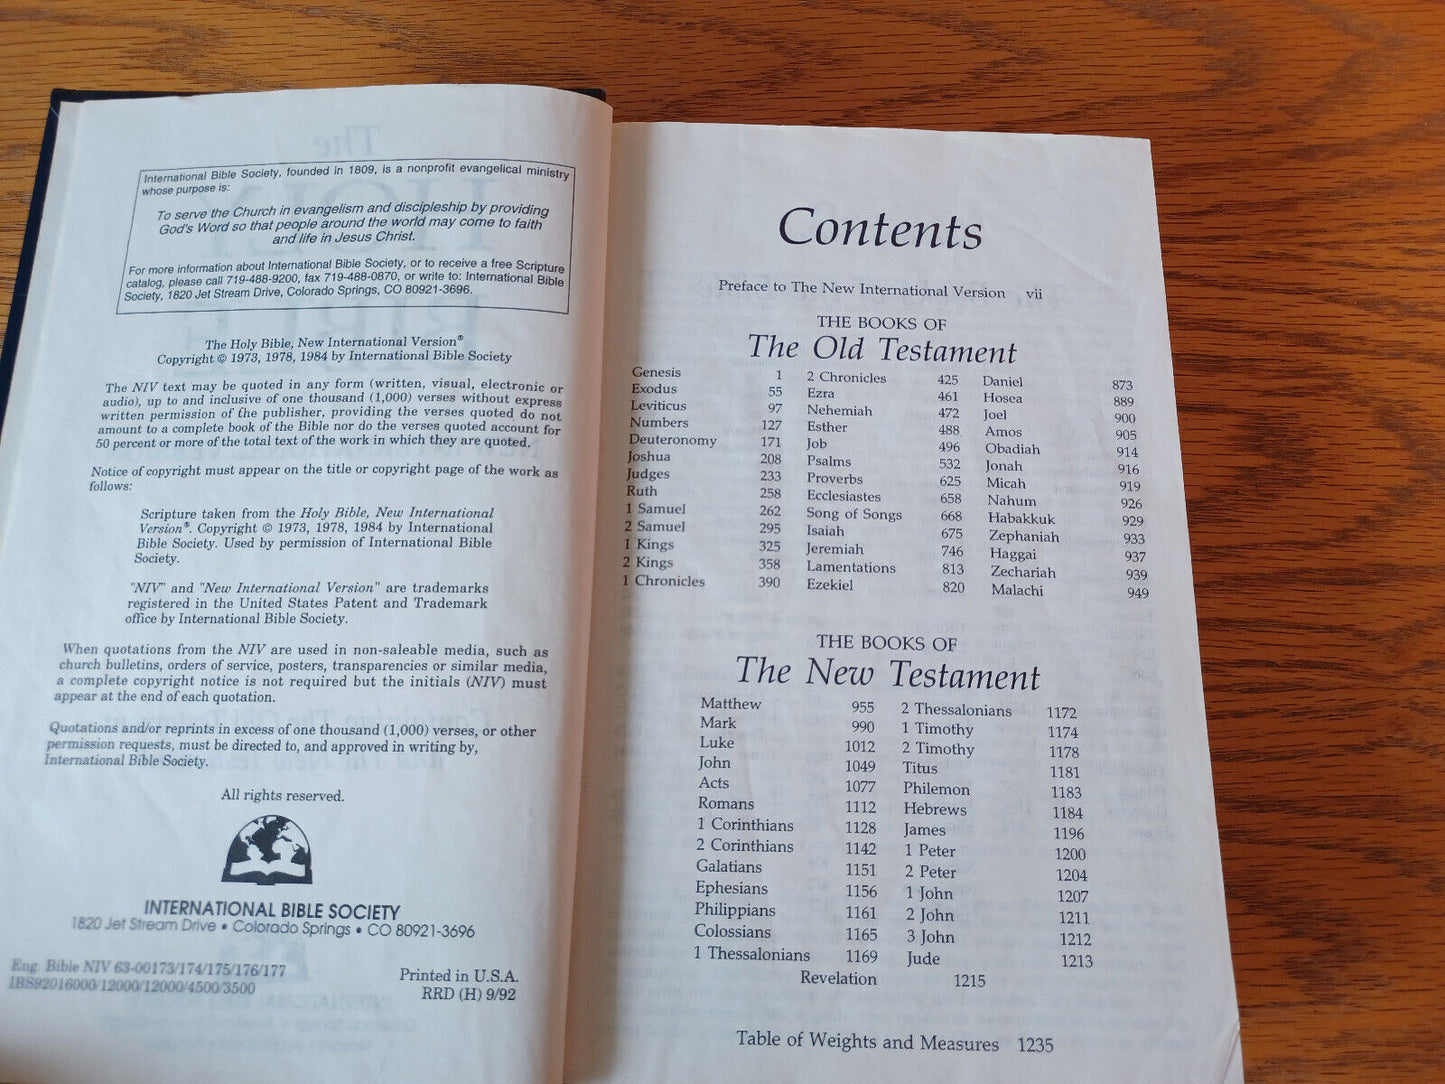 International Bible Society, founded in 1809, is a nonprofit evangelical ministry
whose purpose is:
To serve the Church in evangelism and discipleship by providing
God's Word so that people around the world may come to faith
and life in Jesus Christ.
For more information about International Bible Society, or to receive a free Scripture
catalog, please call 719-488-9200, fax 719-488-0870, or write to: International Bible
Society, 1820 Jet Stream Drive, Colorado Springs, CO 80921-3696.
The Holy Bible, New International Version®
Copyright © 1973, 1978, 1984 by International Bible Society
The NIV text may be quoted in any form (written, visual, electronic or
audio), up to and inclusive of one thousand (1,000) verses without express
written permission of the publisher, providing the verses quoted do not
amount to a complete book of the Bible nor do the verses quoted account for
50 percent or more of the total text of the work in which they are quoted.
Notice of copyright must appear on the title or copyright page of the work as
follows:
Scripture taken from the Holy Bible, New International
Version®. Copyright © 1973, 1978, 1984 by International
Bible Society. Used by permission of International Bible
Society.
"NIV" and "New International Version" are trademarks
registered in the United States Patent and Trademark
office by International Bible Society.
When quotations from the NIV are used in non-saleable media, such as
church bulletins, orders of service, posters, transparencies or similar media,
a complete copyright notice is not required but the initials (NIV) must
appear at the end of each quotation.
Quotations and/or reprints in excess of one thousand (1,000) verses, or other
permission requests, must be directed to, and approved in writing by,
International Bible Society.
All rights reserved.
INTERNATIONAL BIBLE SOCIETY
1820 Jet Stream Drive • Colorado Springs • CO 80921-3696
Eng. Bible NIV 63-00173/174/175/176/177
IBS92016000/12000/12000/4500/3500
Printed in U.S.A.
RRD (H) 9/92
Contents
Preface to The New International Version vii
THE BOOKS OF
The Old Testament
Genesis 1
Exodus 55
Leviticus 97
Numbers 127
Deuteronomy 171
Joshua 208
Judges 233
Ruth 258
1 Samuel 262
2 Samuel 295
1 Kings 325
2 Kings 358
1 Chronicles 390
2 Chronicles 425
Ezra 461
Nehemiah 472
Esther 488
Job 496
Psalms 532
Proverbs 625
Ecclesiastes 658
Song of Songs 668
Isaiah 675
Jeremiah 746
Lamentations 813
Ezekiel 820
Daniel 873
Hosea 889
Joel 900
Amos 905
Obadiah 914
Jonah 916
Micah 919
Nahum 926
Habakkuk 929
Zephaniah 933
Haggai 937
Zechariah 939
Malachi 949
THE BOOKS OF
The New Testament
Matthew 955
Mark 990
Luke 1012
John 1049
Acts 1077
Romans 1112
1 Corinthians 1128
2 Corinthians 1142
Galatians 1151
Ephesians 1156
Philippians 1161
Colossians 1165
1 Thessalonians 1169
2 Thessalonians 1172
1 Timothy 1174
2 Timothy 1178
Titus 1181
Philemon 1183
Hebrews 1184
James 1196
1 Peter 1200
2 Peter 1204
1 John 1207
2 John 1211
3 John 1212
Jude 1213
Revelation 1215
Table of Weights and Measures 1235